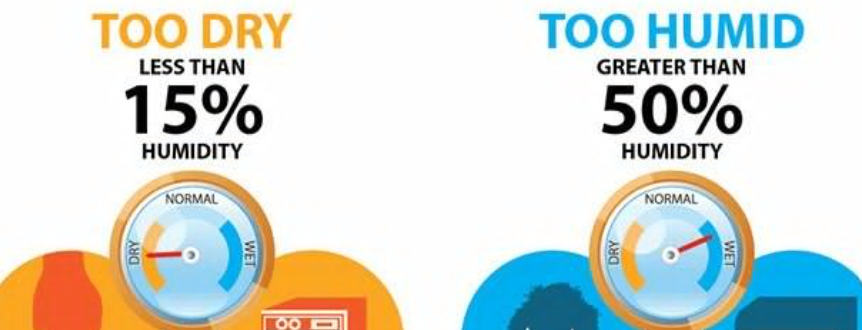 TOO DRY
LESS THAN
15%
HUMIDITY
NORMAL
DRY
WET
TOO HUMID
GREATER THAN
50%
HUMIDITY
NORMAL
DRY
WET